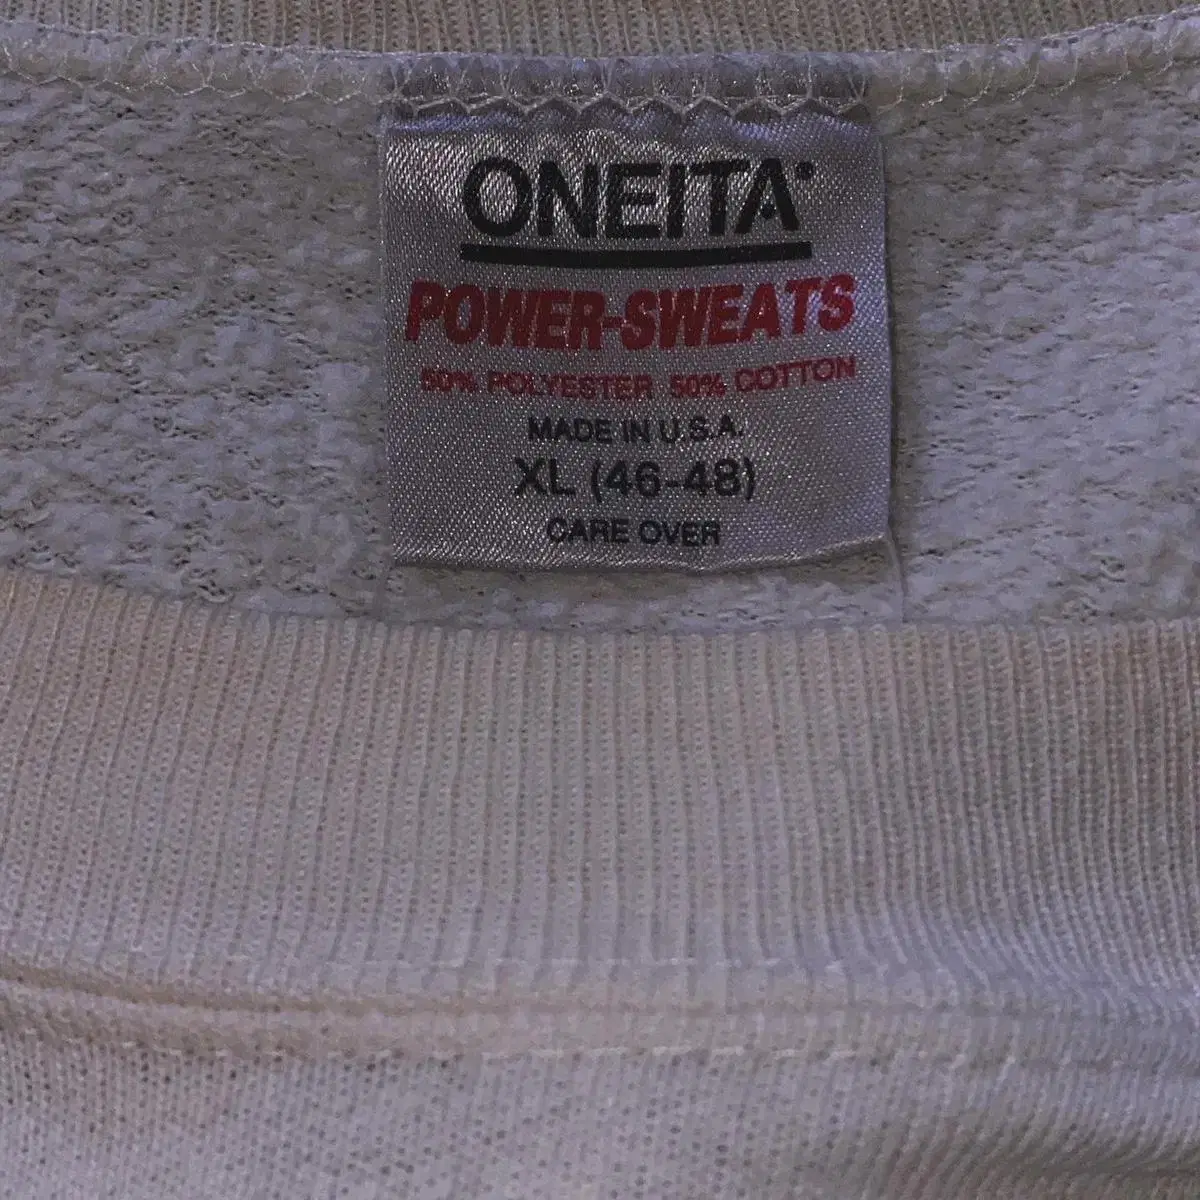 ONEITA
POWER-SWEATS
50% POLYESTER 50% COTTON
MADE IN U.S.A.
XL (46-48)
CARE OVER